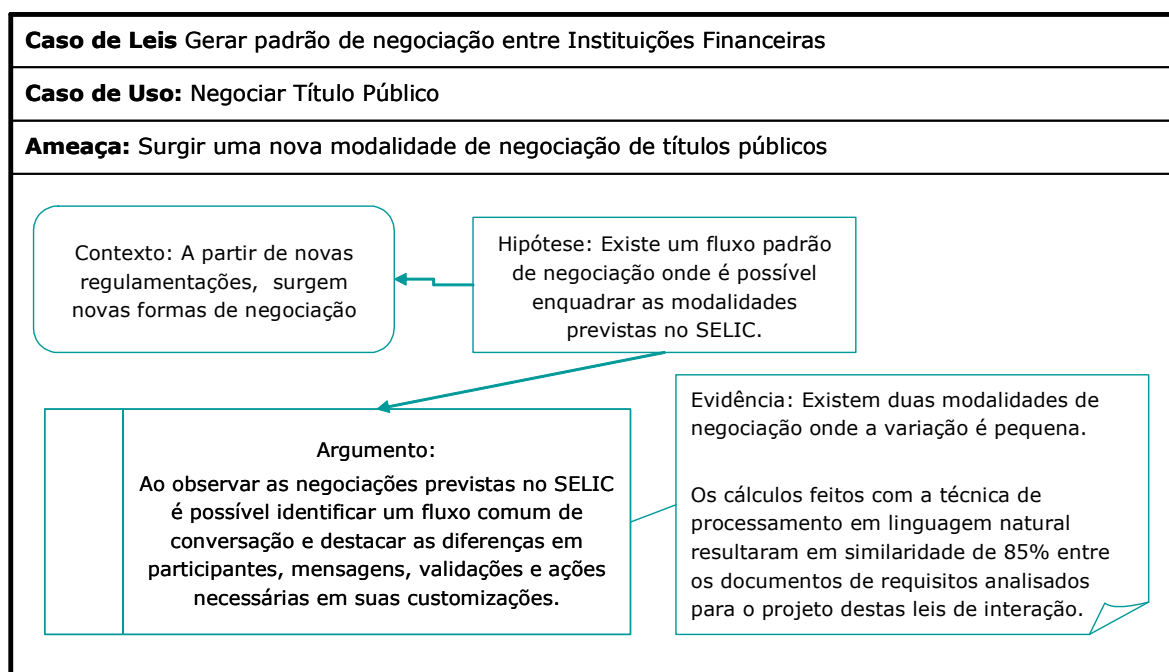 Caso de Leis Gerar padrão de negociação entre Instituições Financeiras
Caso de Uso: Negociar Título Público
Ameaça: Surgir uma nova modalidade de negociação de títulos públicos
Contexto: A partir de novas
regulamentações, surgem
novas formas de negociação
Hipótese: Existe um fluxo padrão
de negociação onde é possível
enquadrar as modalidades
previstas no SELIC.
Argumento:
Ao observar as negociações previstas no SELIC
é possível identificar um fluxo comum de
conversação e destacar as diferenças em
participantes, mensagens, validações e ações
necessárias em suas customizações.
Evidência: Existem duas modalidades de
negociação onde a variação é pequena.
Os cálculos feitos com a técnica de
processamento em linguagem natural
resultaram em similaridade de 85% entre
os documentos de requisitos analisados
para o projeto destas leis de interação.